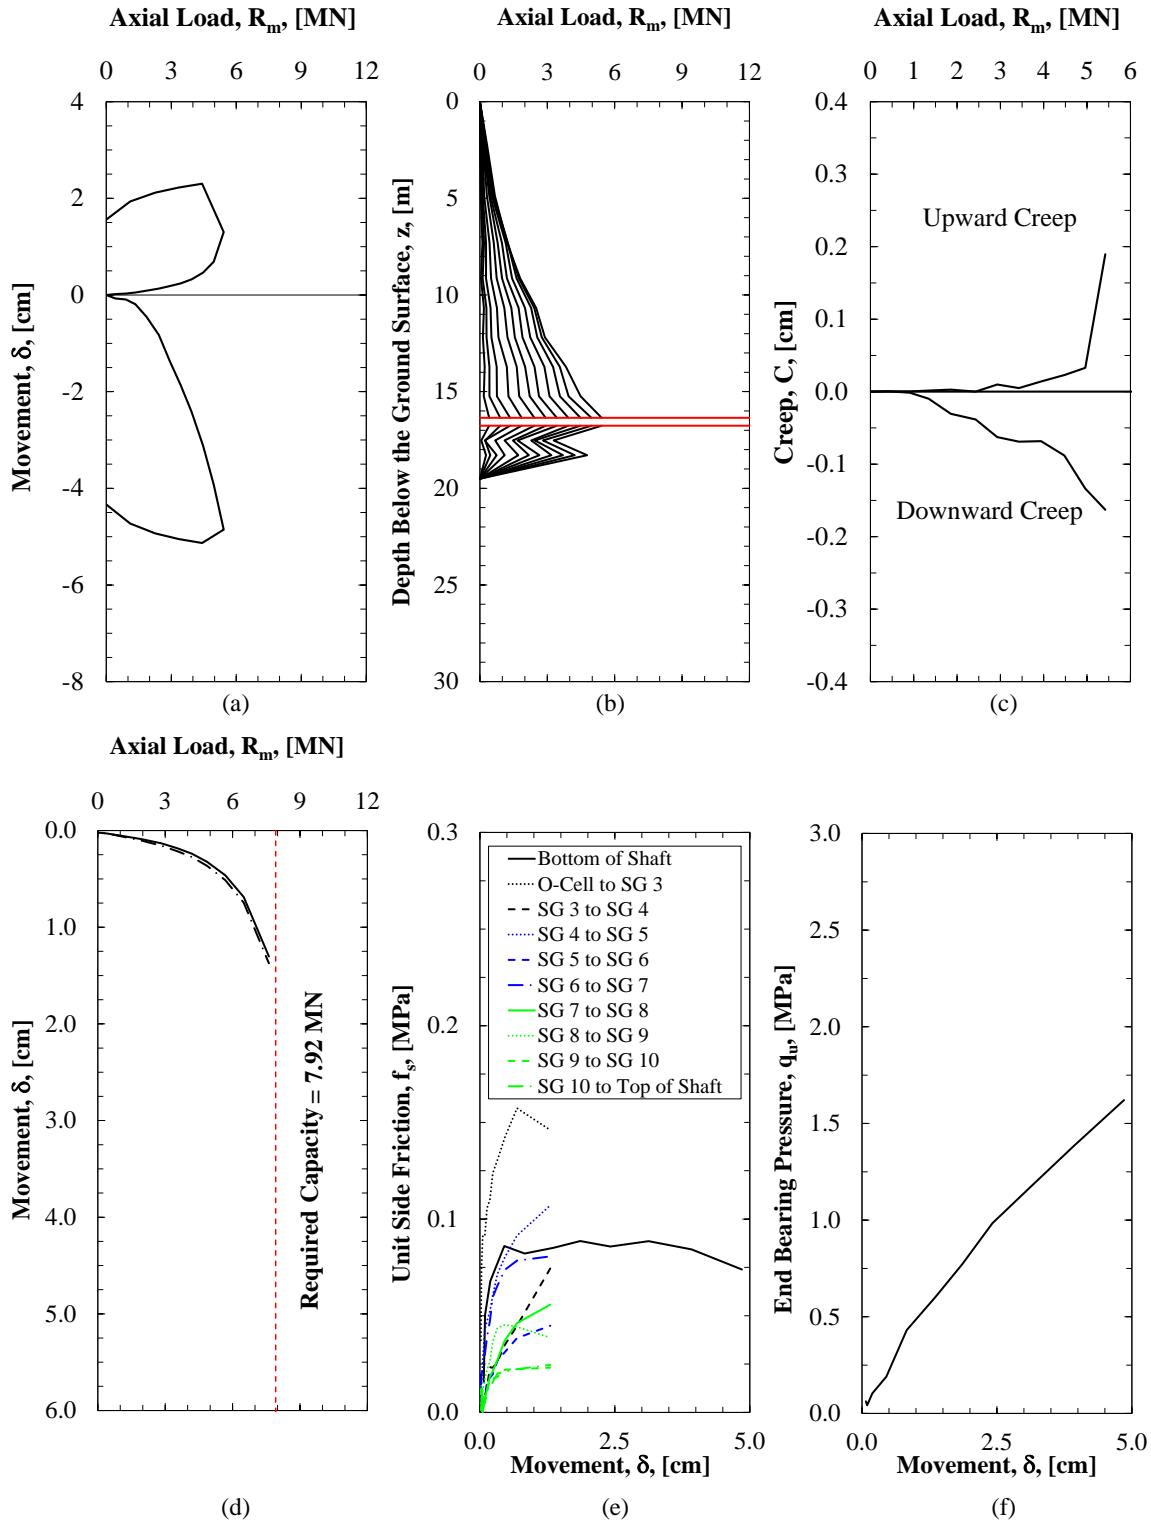 Axial Load, Rm, [MN]
0 3 6 9 12
4
2
0
-2
-4
-6
-8
Movement, δ, [cm]
(a)
Axial Load, Rm, [MN]
0 3 6 9 12
0
5
10
15
20
25
30
Depth Below the Ground Surface, z, [m]
(b)
Axial Load, Rm, [MN]
0 1 2 3 4 5 6
0.4
0.3
0.2
0.1
0.0
-0.1
-0.2
-0.3
-0.4
Creep, C, [cm]
Upward Creep
Downward Creep
(c)
Axial Load, Rm, [MN]
0 3 6 9 12
0.0
1.0
2.0
3.0
4.0
5.0
6.0
Movement, δ, [cm]
Required Capacity = 7.92 MN
(d)
0.3
0.2
0.1
0.0
Unit Side Friction, fs, [MPa]
Bottom of Shaft
O-Cell to SG 3
SG 3 to SG 4
SG 4 to SG 5
SG 5 to SG 6
SG 6 to SG 7
SG 7 to SG 8
SG 8 to SG 9
SG 9 to SG 10
SG 10 to Top of Shaft
0.0 2.5 5.0
Movement, δ, [cm]
(e)
3.0
2.5
2.0
1.5
1.0
0.5
0.0
End Bearing Pressure, qu, [MPa]
0.0 2.5 5.0
Movement, δ, [cm]
(f)